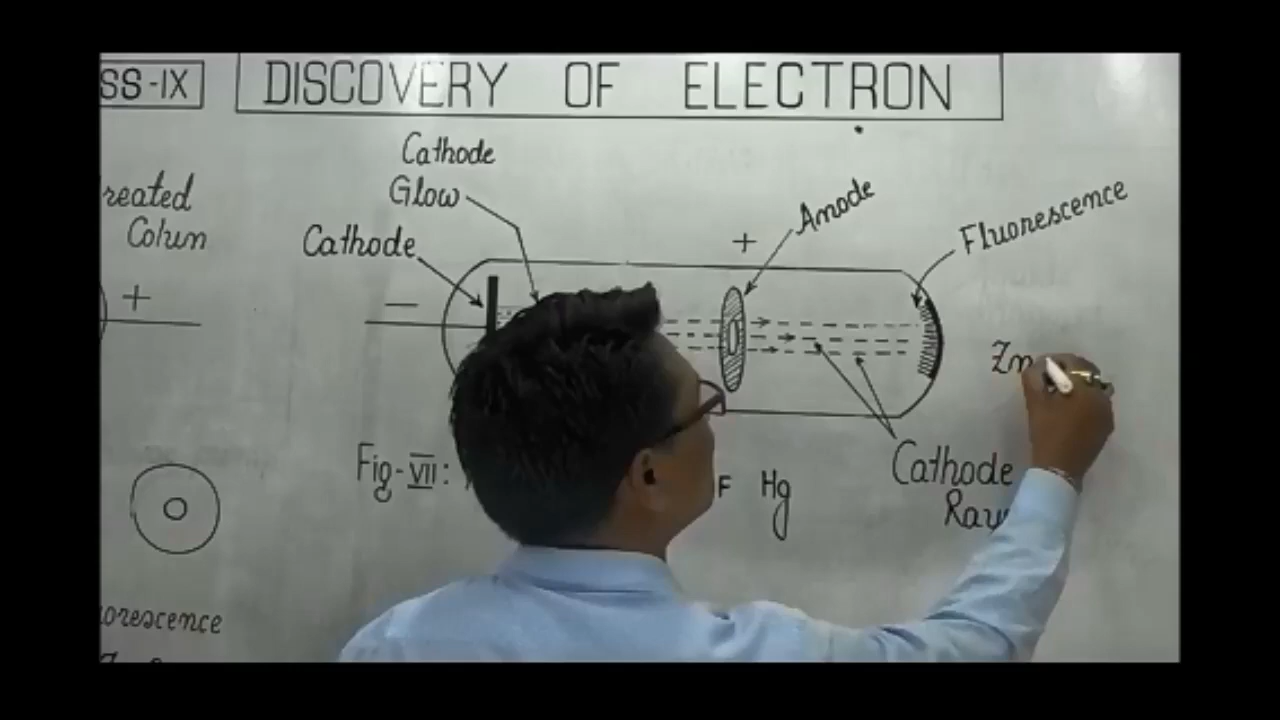 SS-IX
DISCOVERY OF ELECTRON
Cathode
Glow
reated
Colun
Cathode
Anode
Fluorescence
+
+
−
Zn
Fig-VII:
F Hg
Cathode
Ray
orescence